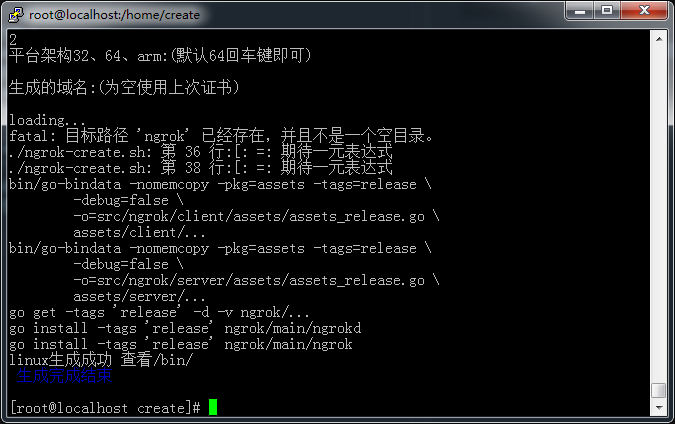 root@localhost:/home/create
2
平台架构32、64、arm:(默认64回车键即可)
生成的域名:(为空使用上次证书)
loading...
fatal: 目标路径 'ngrok' 已经存在，并且不是一个空目录。
./ngrok-create.sh: 第 36 行:[: =: 期待一元表达式
./ngrok-create.sh: 第 38 行:[: =: 期待一元表达式
bin/go-bindata -nomemcopy -pkg=assets -tags=release \
-debug=false \
-o=src/ngrok/client/assets/assets_release.go \
assets/client/...
bin/go-bindata -nomemcopy -pkg=assets -tags=release \
-debug=false \
-o=src/ngrok/server/assets/assets_release.go \
assets/server/...
go get -tags 'release' -d -v ngrok/...
go install -tags 'release' ngrok/main/ngrokd
go install -tags 'release' ngrok/main/ngrok
linux生成成功 查看/bin/
生成完成结束
[root@localhost create]#